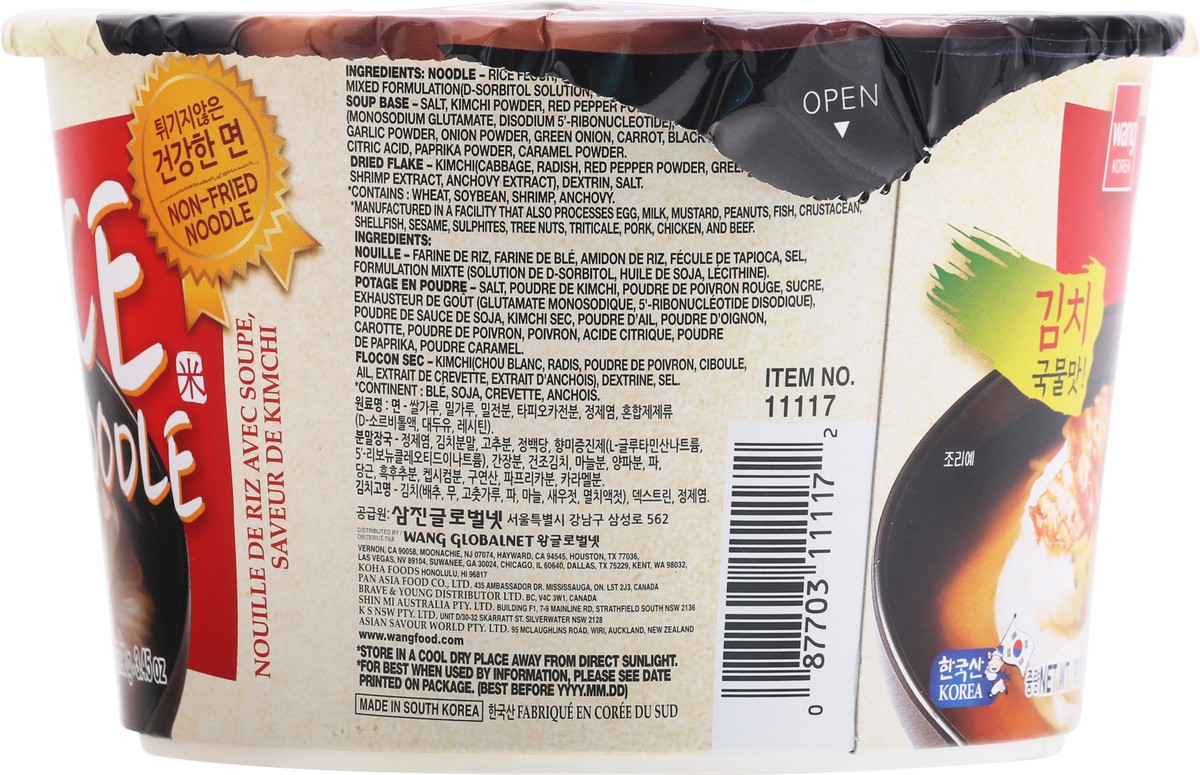 튀기지않은
건강한 면
NON-FRIED
NOODLE
CE
米
OODLE
3.45 oz
NOUILLE DE RIZ AVEC SOUPE,
SAVEUR DE KIMCHI
INGREDIENTS: NOODLE – RICE FLOUR,
MIXED FORMULATION(D-SORBITOL SOLUTION,
SOUP BASE – SALT, KIMCHI POWDER, RED PEPPER
(MONOSODIUM GLUTAMATE, DISODIUM 5'-RIBONUCLEOTIDE),
GARLIC POWDER, ONION POWDER, GREEN ONION, CARROT, BLACK
CITRIC ACID, PAPRIKA POWDER, CARAMEL POWDER.
DRIED FLAKE – KIMCHI(CABBAGE, RADISH, RED PEPPER POWDER,
SHRIMP EXTRACT, ANCHOVY EXTRACT), DEXTRIN, SALT.
*CONTAINS : WHEAT, SOYBEAN, SHRIMP, ANCHOVY.
*MANUFACTURED IN A FACILITY THAT ALSO PROCESSES EGG, MILK, MUSTARD, PEANUTS, FISH, CRUSTACEAN,
SHELLFISH, SESAME, SULPHITES, TREE NUTS, TRITICALE, PORK, CHICKEN, AND BEEF.
INGREDIENTS:
NOUILLE – FARINE DE RIZ, FARINE DE BLÉ, AMIDON DE RIZ, FÉCULE DE TAPIOCA, SEL,
FORMULATION MIXTE (SOLUTION DE D-SORBITOL, HUILE DE SOJA, LÉCITHINE).
POTAGE EN POUDRE – SALT, POUDRE DE KIMCHI, POUDRE DE POIVRON ROUGE, SUCRE,
EXHAUSTEUR DE GOÛT (GLUTAMATE MONOSODIQUE, 5'-RIBONUCLÉOTIDE DISODIQUE),
POUDRE DE SAUCE DE SOJA, KIMCHI SEC, POUDRE D'AIL, POUDRE D'OIGNON,
CAROTTE, POUDRE DE POIVRON, POIVRON, ACIDE CITRIQUE, POUDRE
DE PAPRIKA, POUDRE CARAMEL.
FLOCON SEC – KIMCHI(CHOU BLANC, RADIS, POUDRE DE POIVRON, CIBOULE,
AIL, EXTRAIT DE CREVETTE, EXTRAIT D'ANCHOIS), DEXTRINE, SEL.
*CONTINENT : BLÉ, SOJA, CREVETTE, ANCHOIS.
원료명 : 면 - 쌀가루, 밀가루, 밀전분, 타피오카전분, 정제염, 혼합제제류
(D-소르비톨액, 대두유, 레시틴).
분말장국 - 정제염, 김치분말, 고추분, 정백당, 향미증진제(L-글루타민산나트륨,
5'-리보뉴클레오티드이나트륨), 간장분, 건조김치, 마늘분, 양파분, 파,
당근, 흑후추분, 켑시컴분, 구연산, 파프리카분, 카라멜분.
김치고명 - 김치(배추, 무, 고춧가루, 파, 마늘, 새우젓, 멸치액젓), 덱스트린, 정제염.
공급원: 삼진글로벌넷 서울특별시 강남구 삼성로 562
DISTRIBUTED BY /
DISTRIBUÉ PAR WANG GLOBALNET 왕글로벌넷
VERNON, CA 90058, MOONACHIE, NJ 07074, HAYWARD, CA 94545, HOUSTON, TX 77036,
LAS VEGAS, NV 89104, SUWANEE, GA 30024, CHICAGO, IL 60640, DALLAS, TX 75229, KENT, WA 98032,
KOHA FOODS HONOLULU, HI 96817
PAN ASIA FOOD CO., LTD. 435 AMBASSADOR DR. MISSISSAUGA, ON. L5T 2J3, CANADA
BRAVE & YOUNG DISTRIBUTOR LTD. BC, V4C 3W1, CANADA
SHIN MI AUSTRALIA PTY. LTD. BUILDING F1, 7-9 MAINLINE RD, STRATHFIELD SOUTH NSW 2136
K S NSW PTY. LTD. UNIT D/30-32 SKARRATT ST. SILVERWATER NSW 2128
ASIAN SAVOUR WORLD PTY. LTD. 95 MCLAUGHLINS ROAD, WIRI, AUCKLAND, NEW ZEALAND
www.wangfood.com
*STORE IN A COOL DRY PLACE AWAY FROM DIRECT SUNLIGHT.
*FOR BEST WHEN USED BY INFORMATION, PLEASE SEE DATE
PRINTED ON PACKAGE. (BEST BEFORE YYYY.MM.DD)
MADE IN SOUTH KOREA 한국산 FABRIQUÉ EN CORÉE DU SUD
OPEN
ITEM NO.
11117
0 87703 11117 2
wang
KOREA
김치
국물맛!
조리예
한국산
KOREA
중량
NET